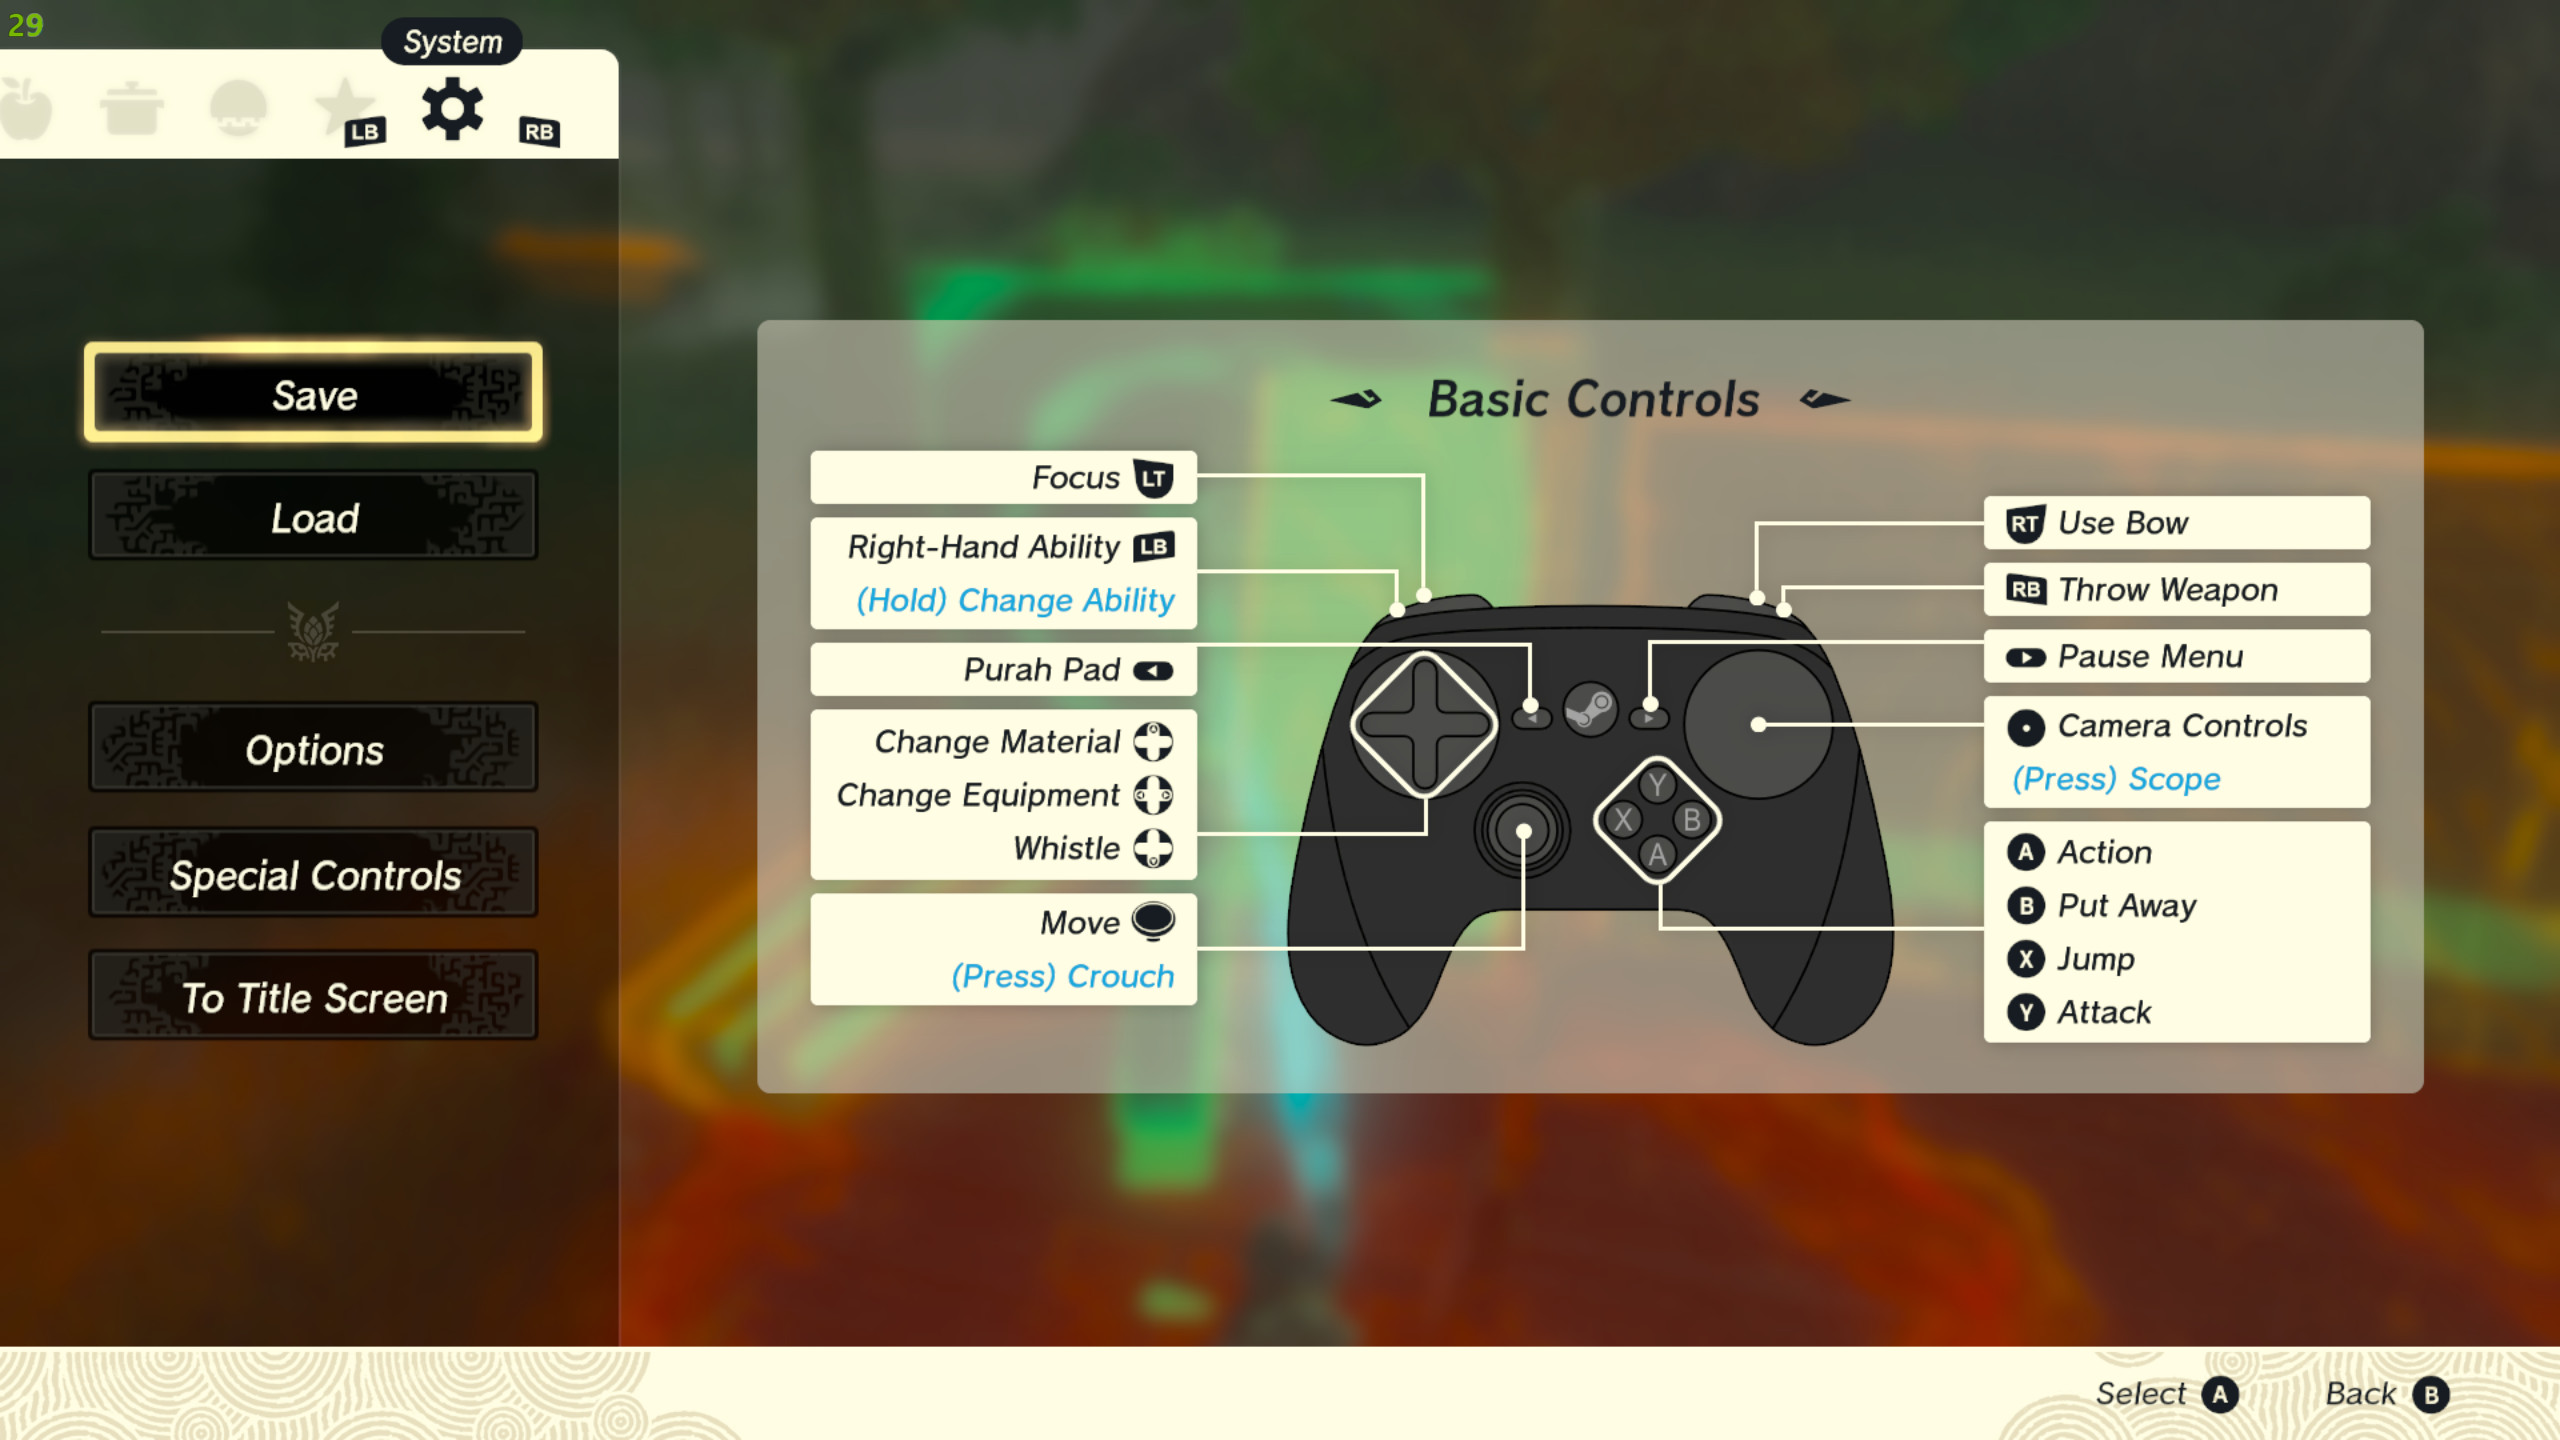 29
System
LB
RB
Save
Load
Options
Special Controls
To Title Screen
Basic Controls
Focus LT
Right-Hand Ability LB
(Hold) Change Ability
Purah Pad
Change Material
Change Equipment
Whistle
Move
(Press) Crouch
Y
X B
A
RT Use Bow
RB Throw Weapon
Pause Menu
Camera Controls
(Press) Scope
A Action
B Put Away
X Jump
Y Attack
Select A Back B